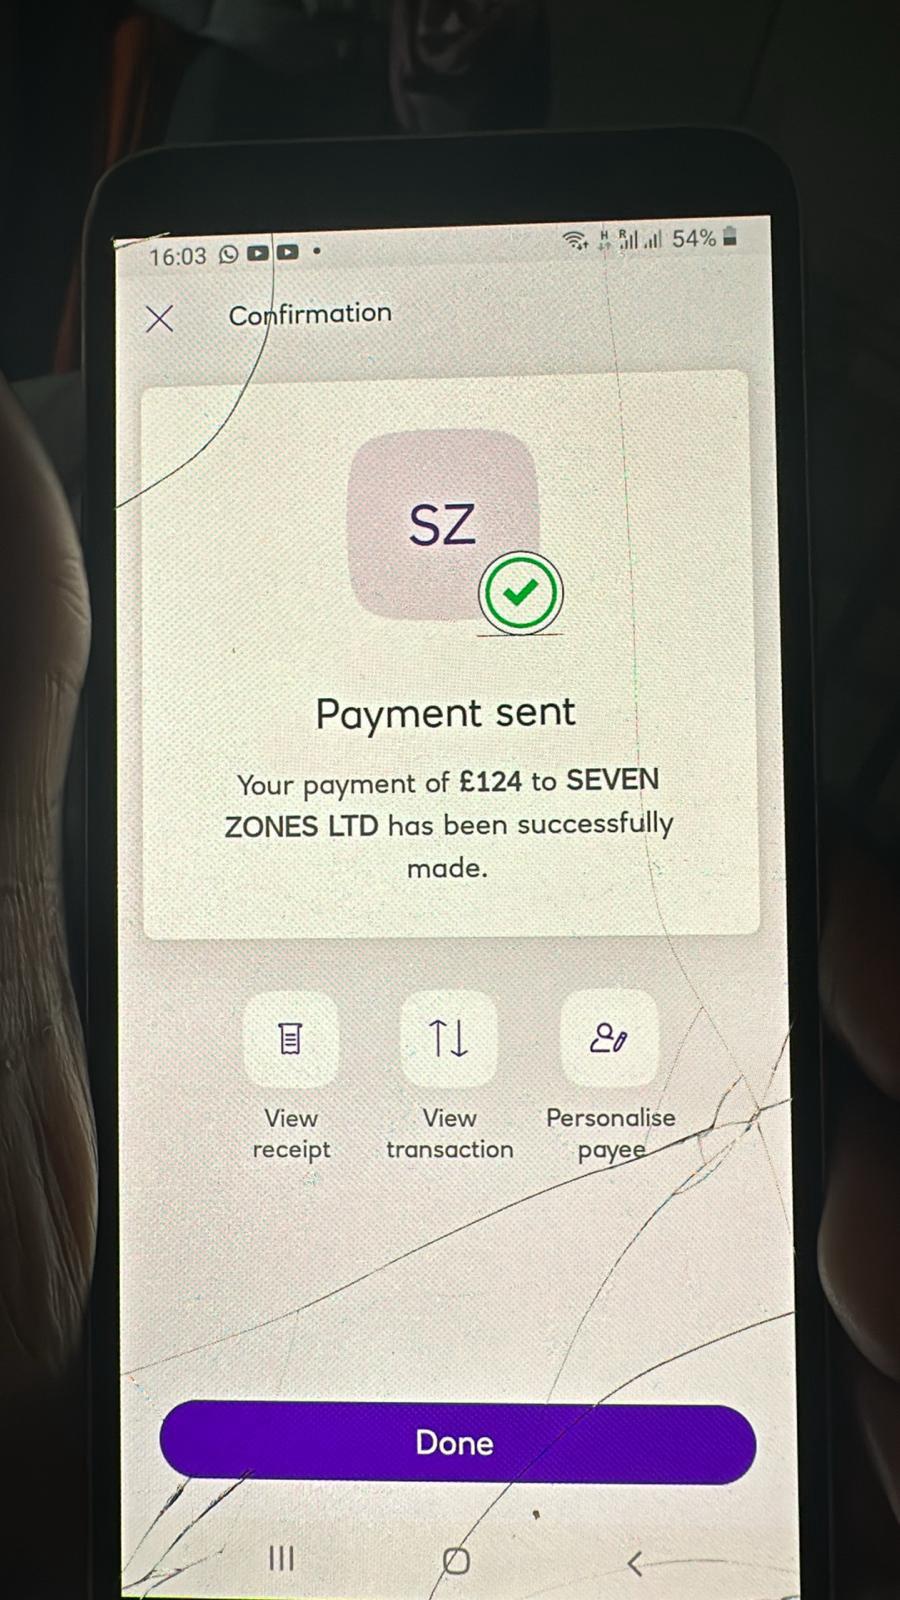 16:03
H R 54%
Confirmation
SZ
Payment sent
Your payment of £124 to SEVEN
ZONES LTD has been successfully
made.
View receipt
View transaction
Personalise payee
Done